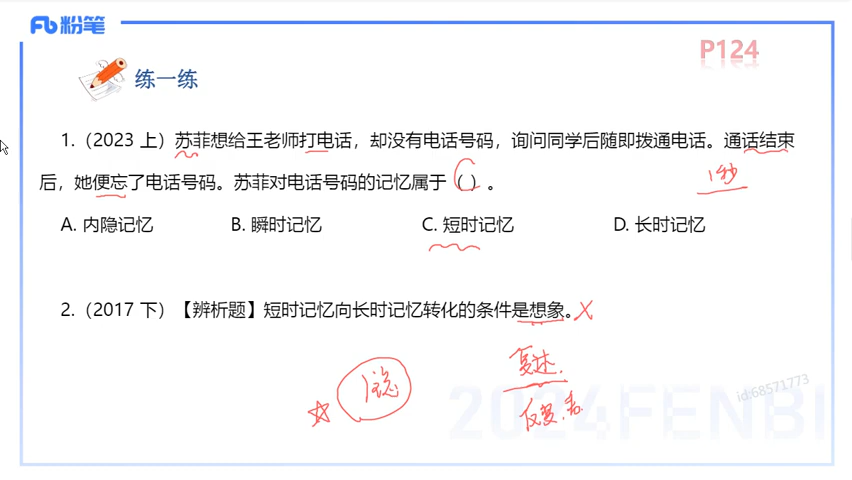 粉笔
P124
练一练
1.（2023 上）苏菲想给王老师打电话，却没有电话号码，询问同学后随即拨通电话。通话结束
后，她便忘了电话号码。苏菲对电话号码的记忆属于（ ）。
1秒
A. 内隐记忆 B. 瞬时记忆 C. 短时记忆 D. 长时记忆
2.（2017 下）【辨析题】短时记忆向长时记忆转化的条件是想象。X
复述.
id:68571773
2024FENBI